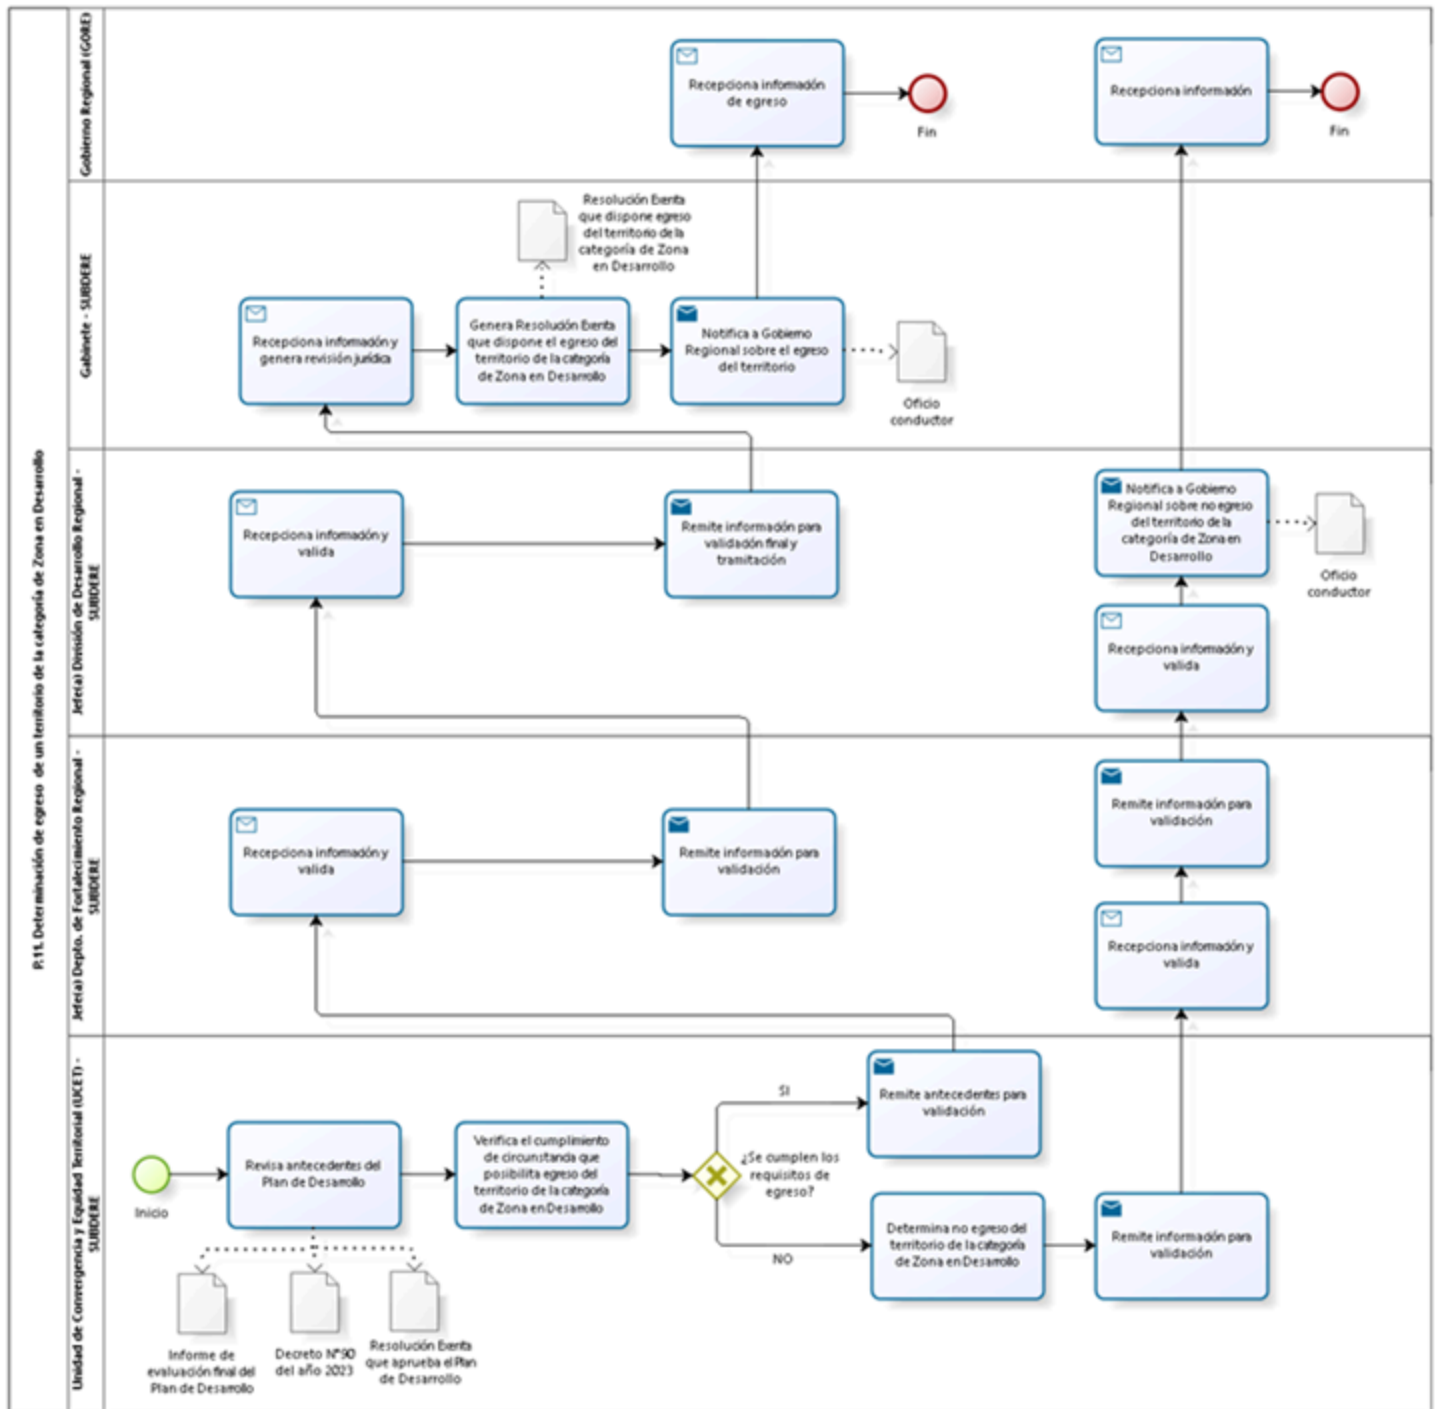 P.11. Determinación de egreso de un territorio de la categoría de Zona en Desarrollo
Gobierno Regional (GORE)
Recepciona información
de egreso
Fin
Recepciona información
Fin
Gabinete - SUBDERE
Resolución Exenta
que dispone egreso
del territorio de la
categoría de Zona
en Desarrollo
Recepciona información y
genera revisión jurídica
Genera Resolución Exenta
que dispone el egreso del
territorio de la categoría
de Zona en Desarrollo
Notifica a Gobierno
Regional sobre el egreso
del territorio
Oficio
conductor
Jefe(a) División de Desarrollo Regional -
SUBDERE
Recepciona información y
valida
Remite información para
validación final y
tramitación
Notifica a Gobierno
Regional sobre no egreso
del territorio de la
categoría de Zona en
Desarrollo
Oficio
conductor
Recepciona información y
valida
Jefe(a) Depto. de Fortalecimiento Regional -
SUBDERE
Recepciona información y
valida
Remite información para
validación
Remite información para
validación
Recepciona información y
valida
Unidad de Convergencia y Equidad Territorial (UCET) -
SUBDERE
Inicio
Revisa antecedentes del
Plan de Desarrollo
Verifica el cumplimiento
de circunstancia que
posibilita egreso del
territorio de la categoría
de Zona en Desarrollo
¿Se cumplen los
requisitos de
egreso?
SI
Remite antecedentes para
validación
NO
Determina no egreso del
territorio de la categoría
de Zona en Desarrollo
Remite información para
validación
Informe de
evaluación final del
Plan de Desarrollo
Decreto N°90
del año 2023
Resolución Exenta
que aprueba el Plan
de Desarrollo